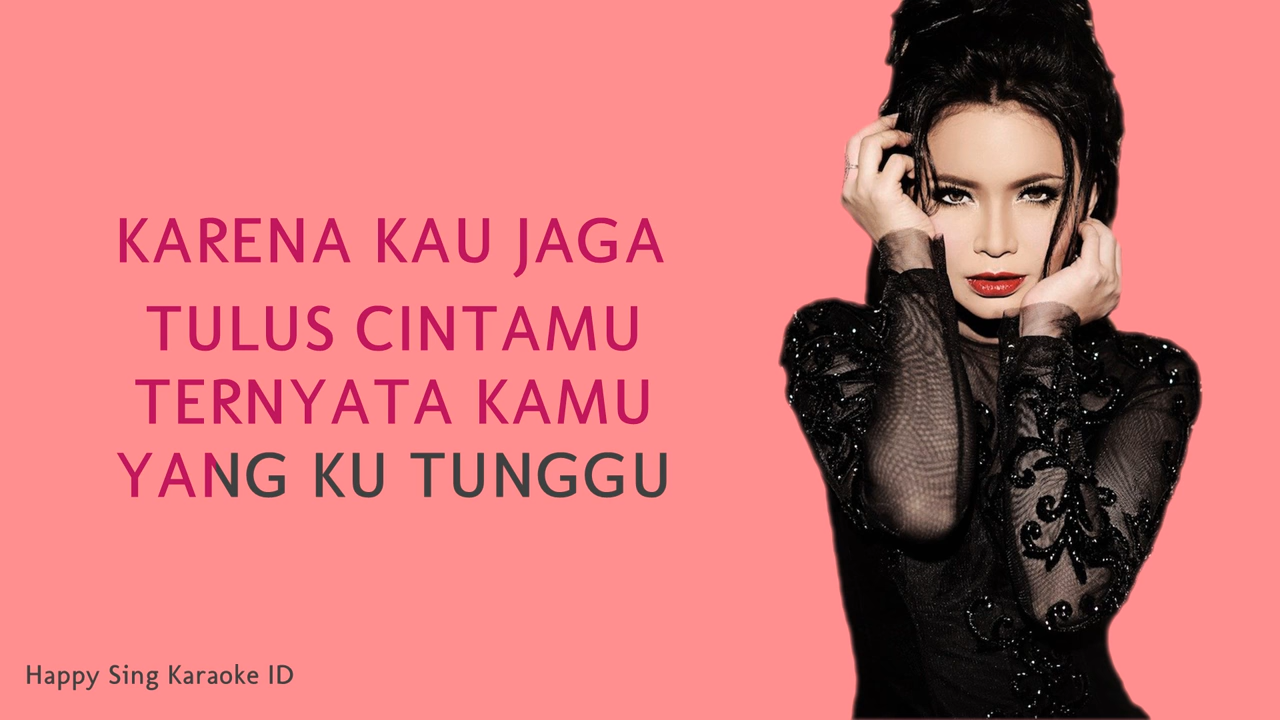 KARENA KAU JAGA
TULUS CINTAMU
TERNYATA KAMU
YANG KU TUNGGU
Happy Sing Karaoke ID